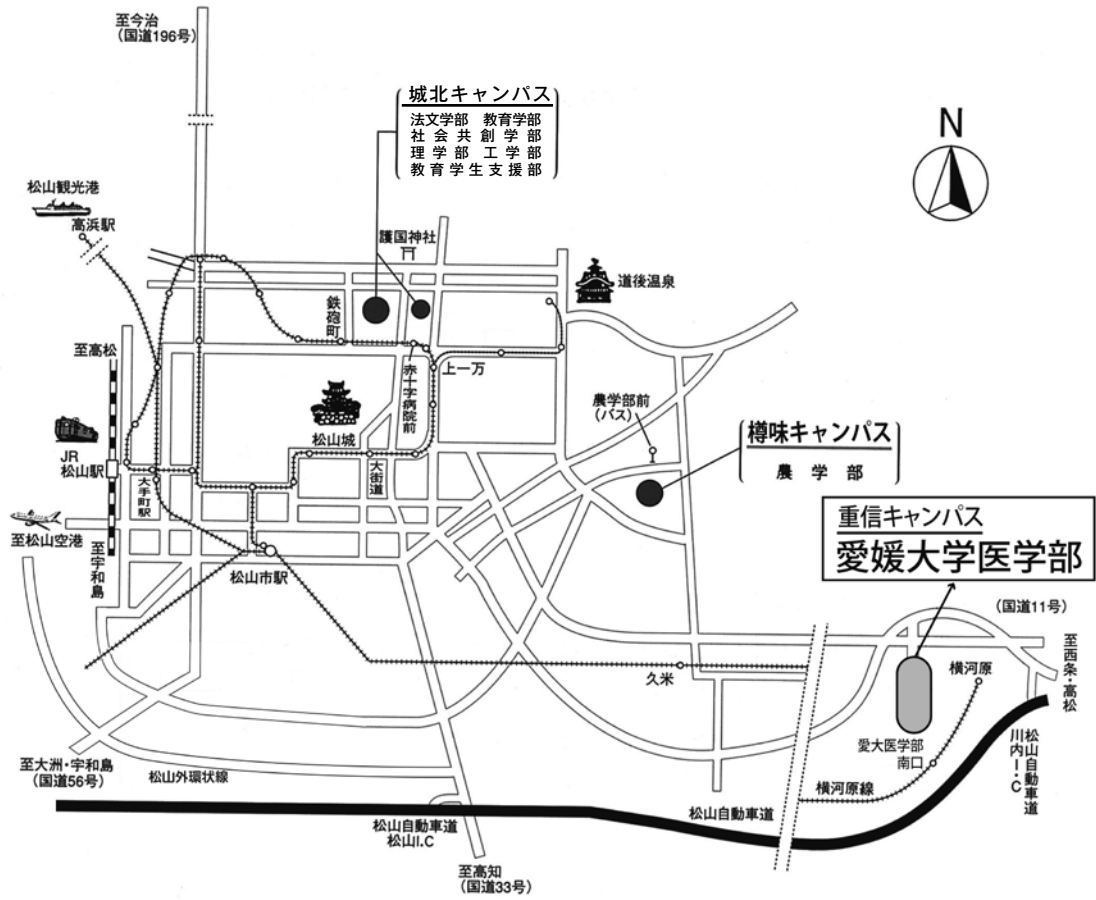 至今治
（国道196号）
城北キャンパス
法文学部　教育学部
社会共創学部
理学部　工学部
教育学生支援部
N
松山観光港
高浜駅
護国神社
道後温泉
鉄砲町
至高松
赤十字病院前
上一万
農学部前
（バス）
樽味キャンパス
農学部
松山城
JR
松山駅
大街道
大手町駅
重信キャンパス
愛媛大学医学部
至松山空港
至宇和島
松山市駅
（国道11号）
至西条・高松
久米
横河原
愛大医学部
南口
松山自動車道
川内I・C
至大洲・宇和島
（国道56号）
松山外環状線
横河原線
松山自動車道
松山自動車道
松山I.C
至高知
（国道33号）